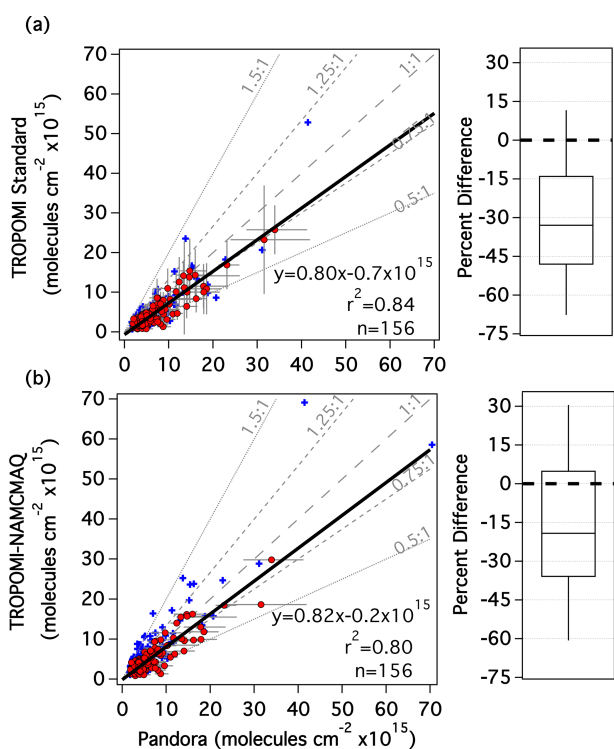 (a)
70
60
50
40
30
20
10
0
TROPOMI Standard
(molecules cm-2 x1015)
1.5:1
1.25:1
1:1
0.75:1
0.5:1
y=0.80x-0.7x1015
r2=0.84
n=156
0 10 20 30 40 50 60 70
30
15
0
-15
-30
-45
-60
-75
Percent Difference
(b)
70
60
50
40
30
20
10
0
TROPOMI-NAMCMAQ
(molecules cm-2 x1015)
1.5:1
1.25:1
1:1
0.75:1
0.5:1
y=0.82x-0.2x1015
r2=0.80
n=156
0 10 20 30 40 50 60 70
Pandora (molecules cm-2 x1015)
30
15
0
-15
-30
-45
-60
-75
Percent Difference